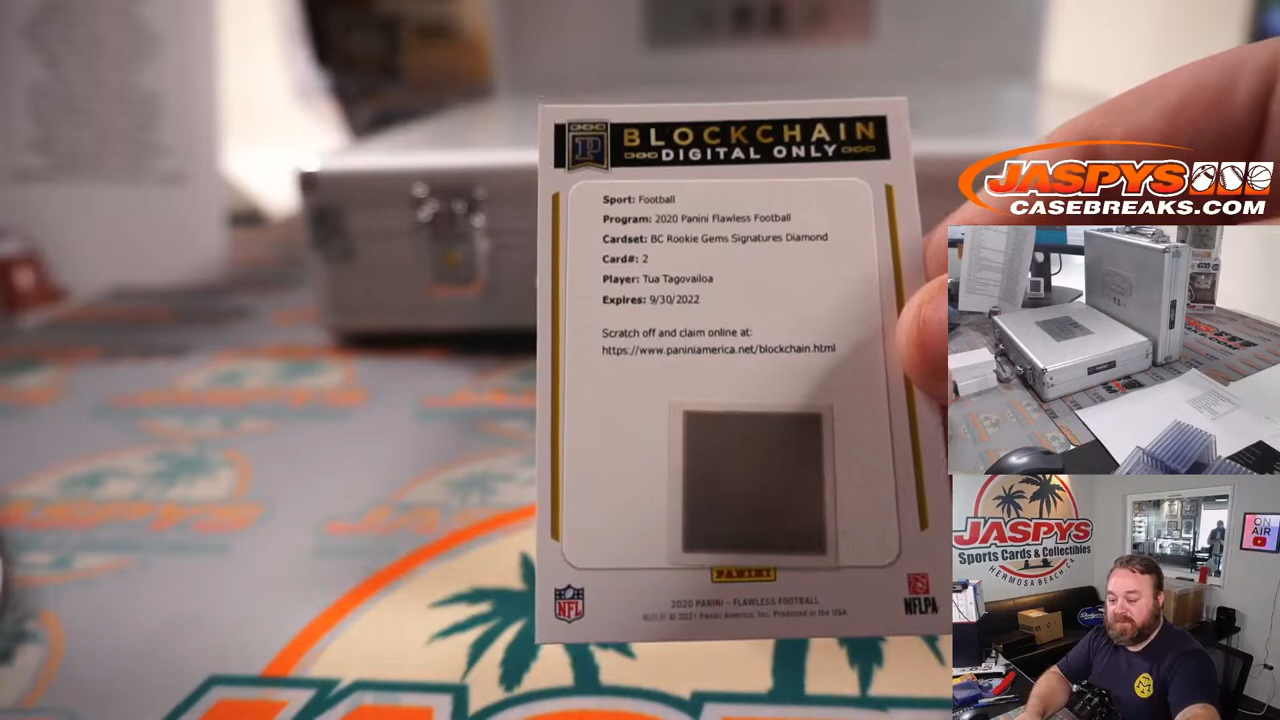 BLOCKCHAIN
DIGITAL ONLY
Sport: Football
Program: 2020 Panini Flawless Football
Cardset: BC Rookie Gems Signatures Diamond
Card#: 2
Player: Tua Tagovailoa
Expires: 9/30/2022
Scratch off and claim online at:
https://www.paniniamerica.net/blockchain.html
PANINI
NFL
2020 PANINI - FLAWLESS FOOTBALL
© 2021 Panini America, Inc. Produced in the USA.
NFLPA
JASPYS
CASEBREAKS.COM
JASPYS
Sports Cards & Collectibles
HERMOSA BEACH, CA
ON
AIR
Dodgers